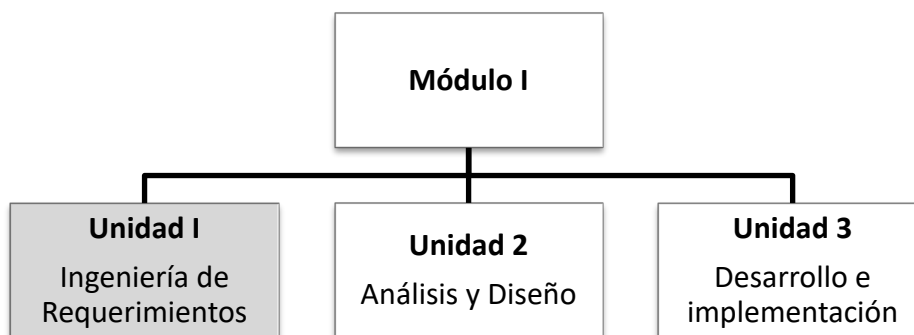 Módulo I
Unidad I
Ingeniería de
Requerimientos
Unidad 2
Análisis y Diseño
Unidad 3
Desarrollo e
implementación